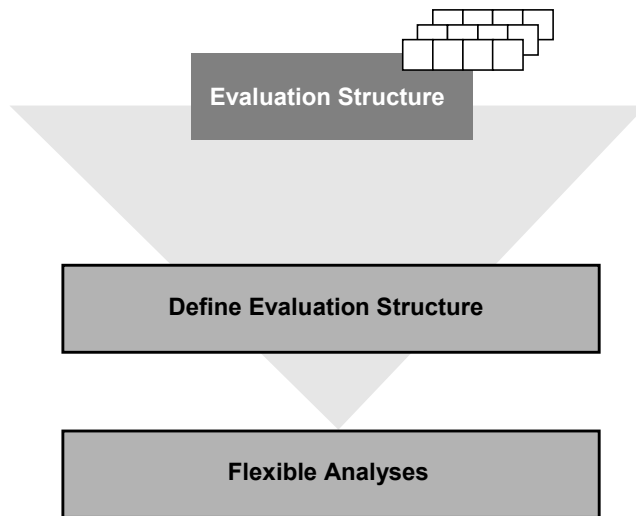 Evaluation Structure
Define Evaluation Structure
Flexible Analyses